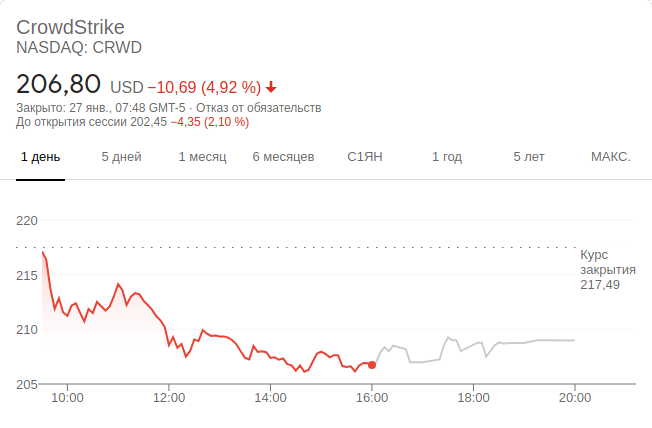 CrowdStrike
NASDAQ: CRWD
206,80 USD −10,69 (4,92 %)
Закрыто: 27 янв., 07:48 GMT-5 · Отказ от обязательств
До открытия сессии 202,45 −4,35 (2,10 %)
1 день 5 дней 1 месяц 6 месяцев С1ЯН 1 год 5 лет МАКС.
220
Курс
закрытия
217,49
215
210
205
10:00 12:00 14:00 16:00 18:00 20:00